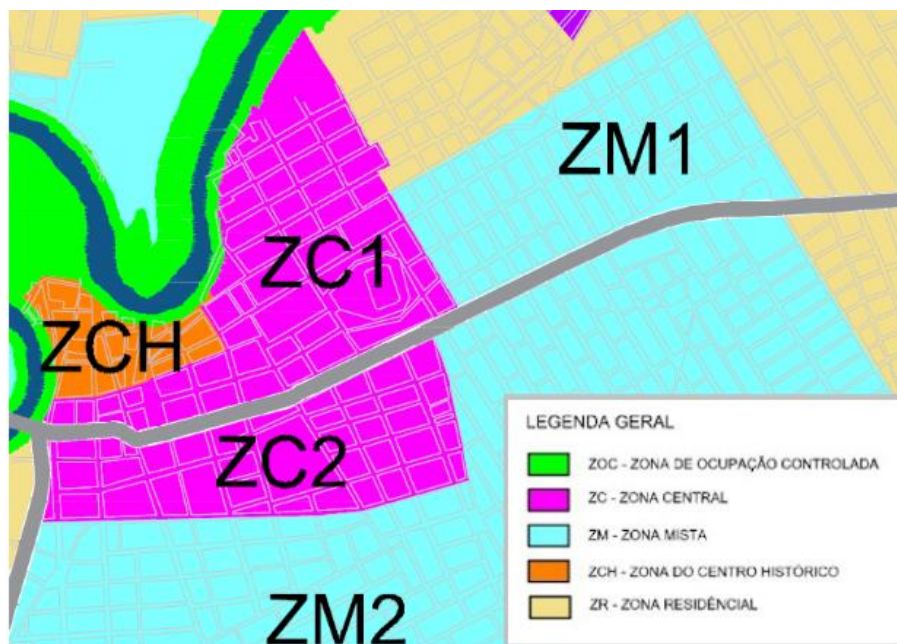 ZM1
ZC1
ZCH
ZC2
ZM2
LEGENDA GERAL
ZOC - ZONA DE OCUPAÇÃO CONTROLADA
ZC - ZONA CENTRAL
ZM - ZONA MISTA
ZCH - ZONA DO CENTRO HISTÓRICO
ZR - ZONA RESIDÊNCIAL